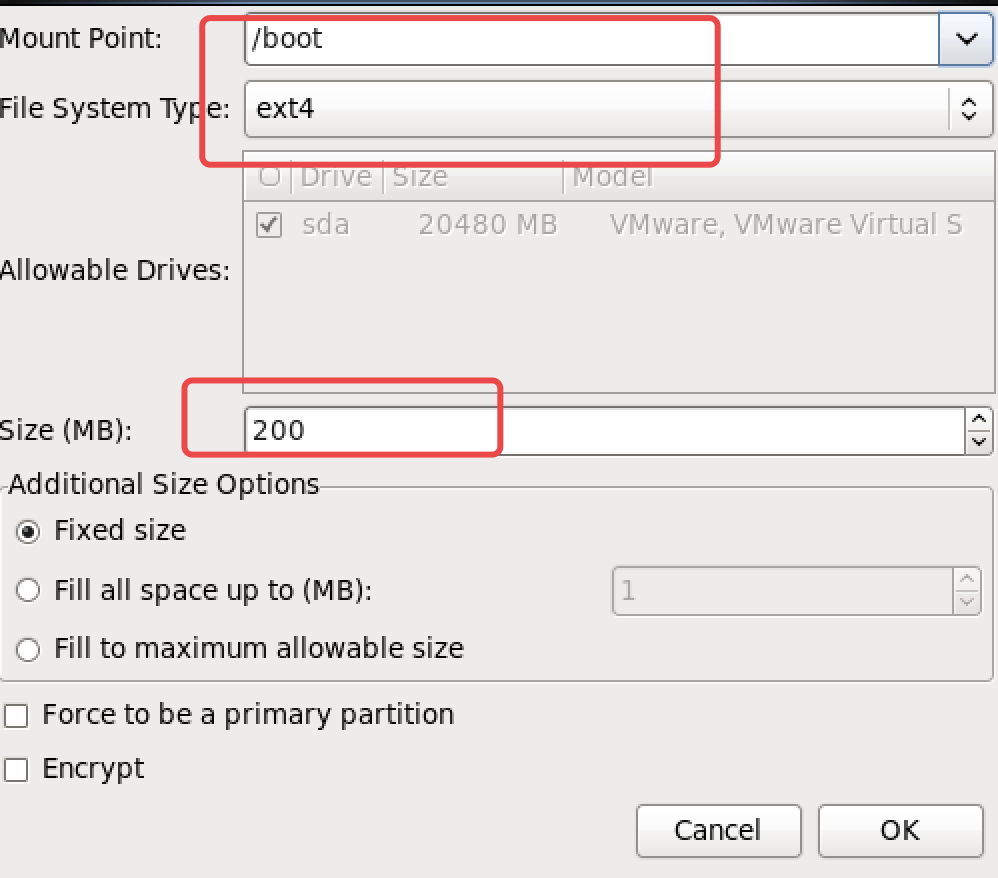 Mount Point: /boot
File System Type: ext4
Drive Size Model
sda 20480 MB VMware, VMware Virtual S
Allowable Drives:
Size (MB): 200
Additional Size Options
Fixed size
Fill all space up to (MB): 1
Fill to maximum allowable size
Force to be a primary partition
Encrypt
Cancel OK